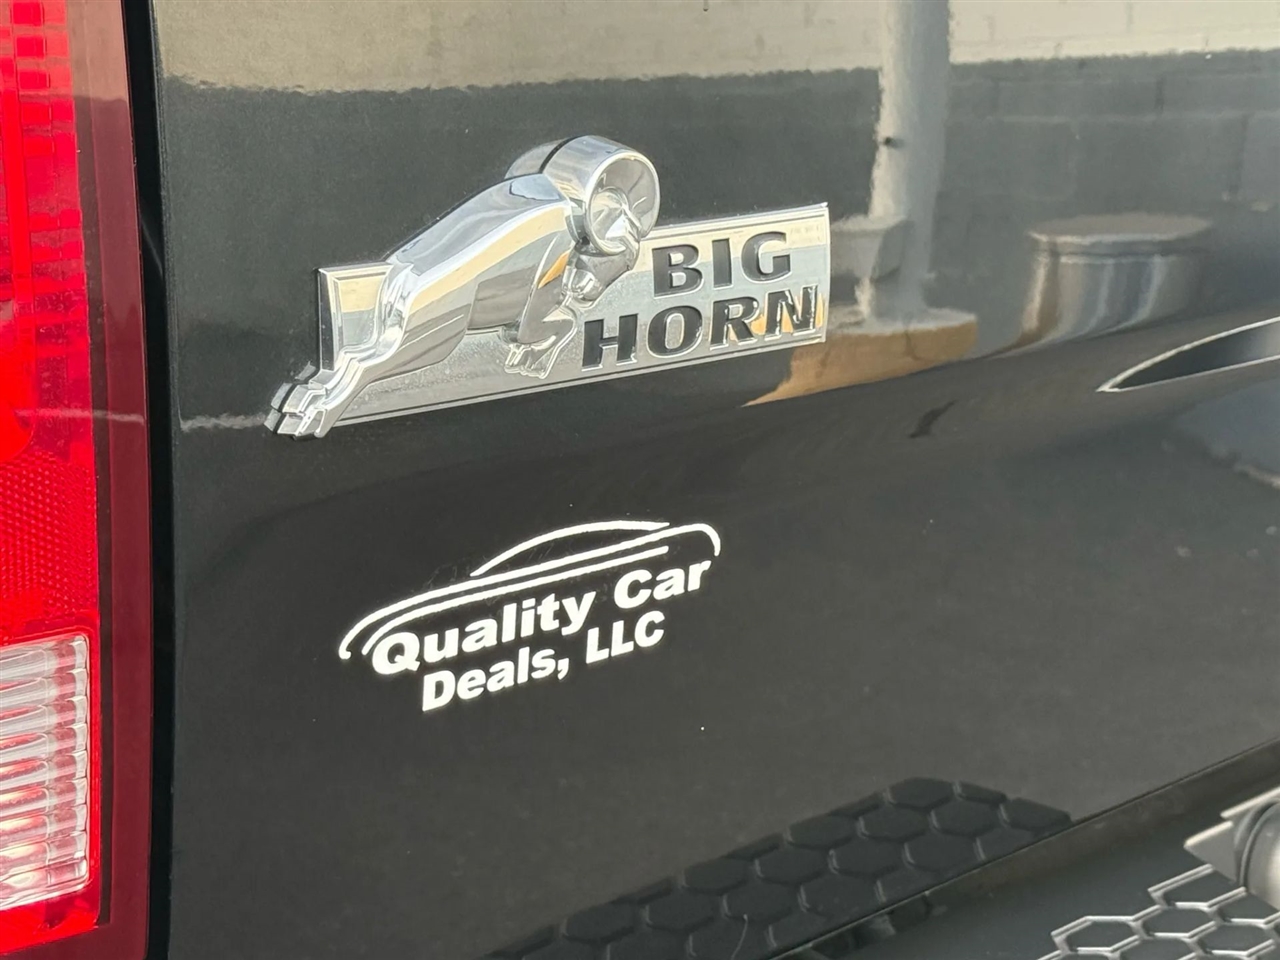 BIG
HORN
Quality Car
Deals, LLC